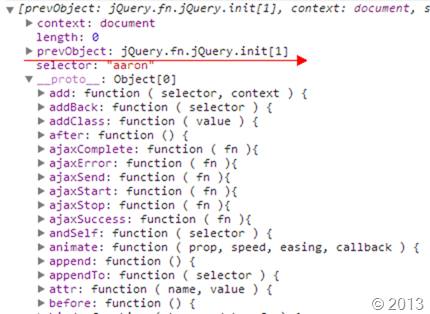 [prevObject: jQuery.fn.jQuery.init[1], context: document, s
context: document
length: 0
prevObject: jQuery.fn.jQuery.init[1]
selector: "aaron"
__proto__: Object[0]
add: function ( selector, context ) {
addBack: function ( selector ) {
addClass: function ( value ) {
after: function () {
ajaxComplete: function ( fn ){
ajaxError: function ( fn ){
ajaxSend: function ( fn ){
ajaxStart: function ( fn ){
ajaxStop: function ( fn ){
ajaxSuccess: function ( fn ){
andSelf: function ( selector ) {
animate: function ( prop, speed, easing, callback ) {
append: function () {
appendTo: function ( selector ) {
attr: function ( name, value ) {
before: function () {
© 2013